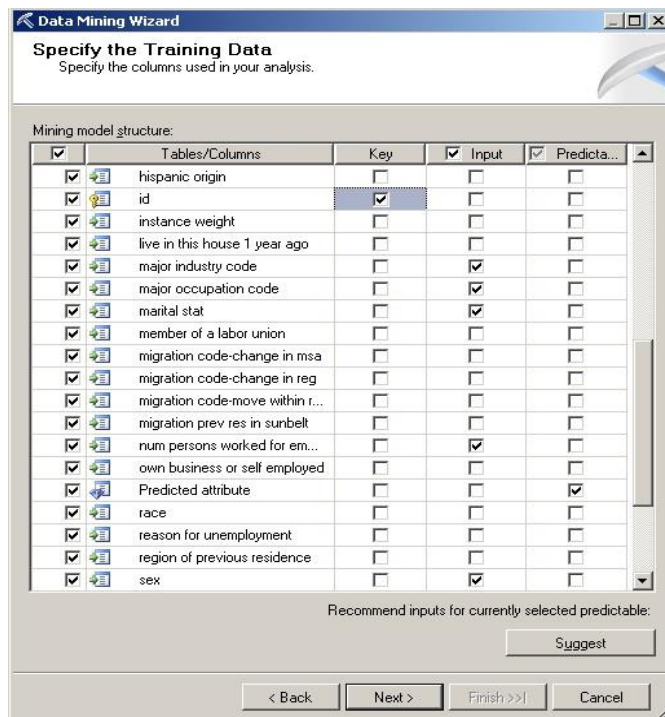 Data Mining Wizard
Specify the Training Data
Specify the columns used in your analysis.
Mining model structure:
Tables/Columns Key Input Predicta...
hispanic origin
id
instance weight
live in this house 1 year ago
major industry code
major occupation code
marital stat
member of a labor union
migration code-change in msa
migration code-change in reg
migration code-move within r...
migration prev res in sunbelt
num persons worked for em...
own business or self employed
Predicted attribute
race
reason for unemployment
region of previous residence
sex
Recommend inputs for currently selected predictable:
Suggest
< Back Next > Finish >>| Cancel